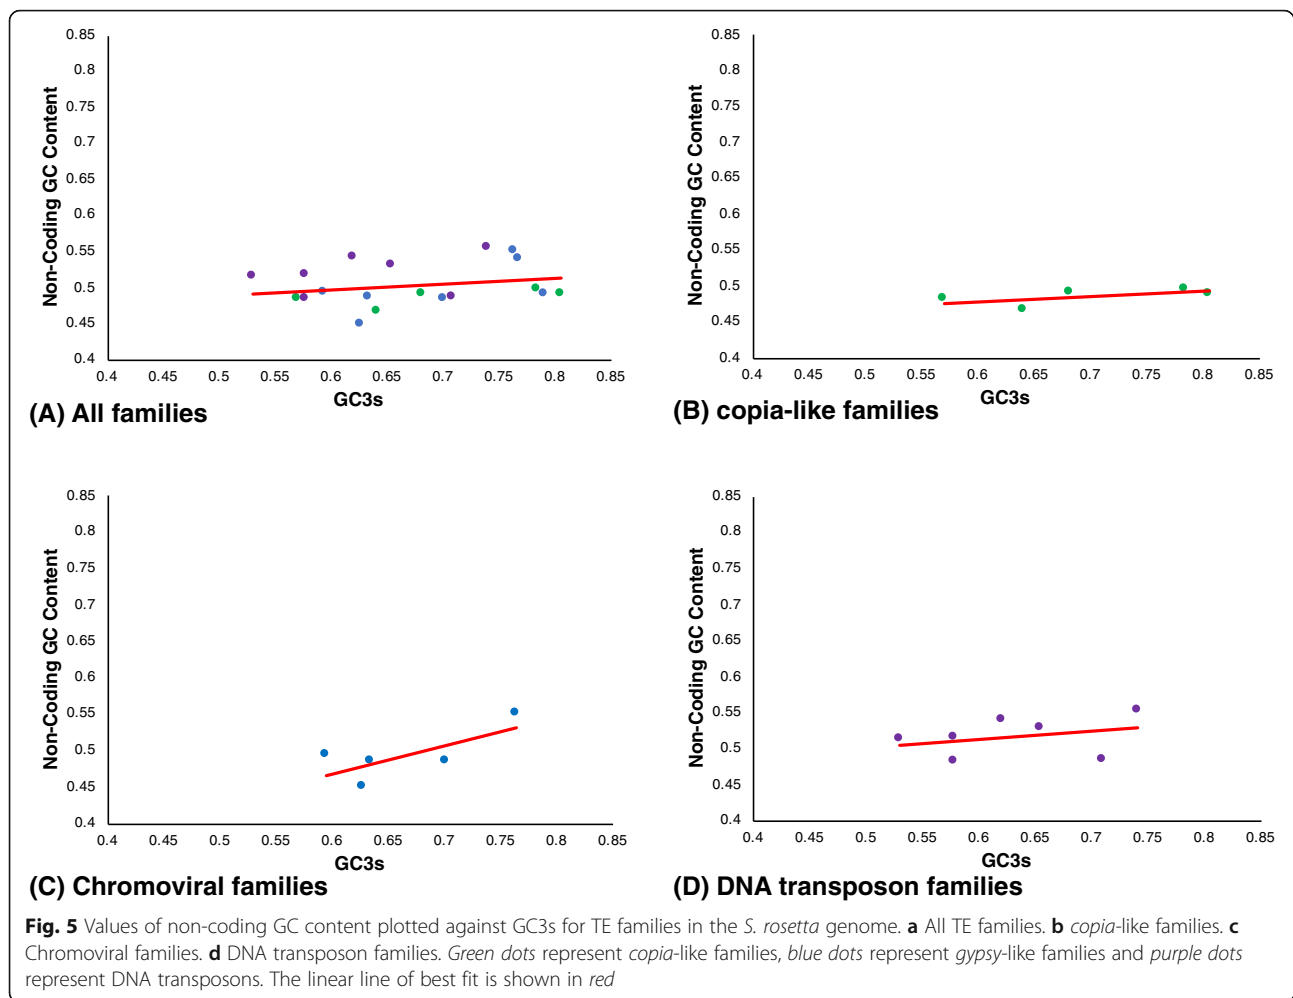 0.85
0.8
0.75
0.7
0.65
0.6
0.55
0.5
0.45
0.4
Non-Coding GC Content
0.4 0.45 0.5 0.55 0.6 0.65 0.7 0.75 0.8 0.85
GC3s
(A) All families
0.85
0.8
0.75
0.7
0.65
0.6
0.55
0.5
0.45
0.4
Non-Coding GC Content
0.4 0.45 0.5 0.55 0.6 0.65 0.7 0.75 0.8 0.85
GC3s
(B) copia-like families
0.85
0.8
0.75
0.7
0.65
0.6
0.55
0.5
0.45
0.4
Non-Coding GC Content
0.4 0.45 0.5 0.55 0.6 0.65 0.7 0.75 0.8 0.85
GC3s
(C) Chromoviral families
0.85
0.8
0.75
0.7
0.65
0.6
0.55
0.5
0.45
0.4
Non-Coding GC Content
0.4 0.45 0.5 0.55 0.6 0.65 0.7 0.75 0.8 0.85
GC3s
(D) DNA transposon families
Fig. 5 Values of non-coding GC content plotted against GC3s for TE families in the S. rosetta genome. a All TE families. b copia-like families. c
Chromoviral families. d DNA transposon families. Green dots represent copia-like families, blue dots represent gypsy-like families and purple dots
represent DNA transposons. The linear line of best fit is shown in red